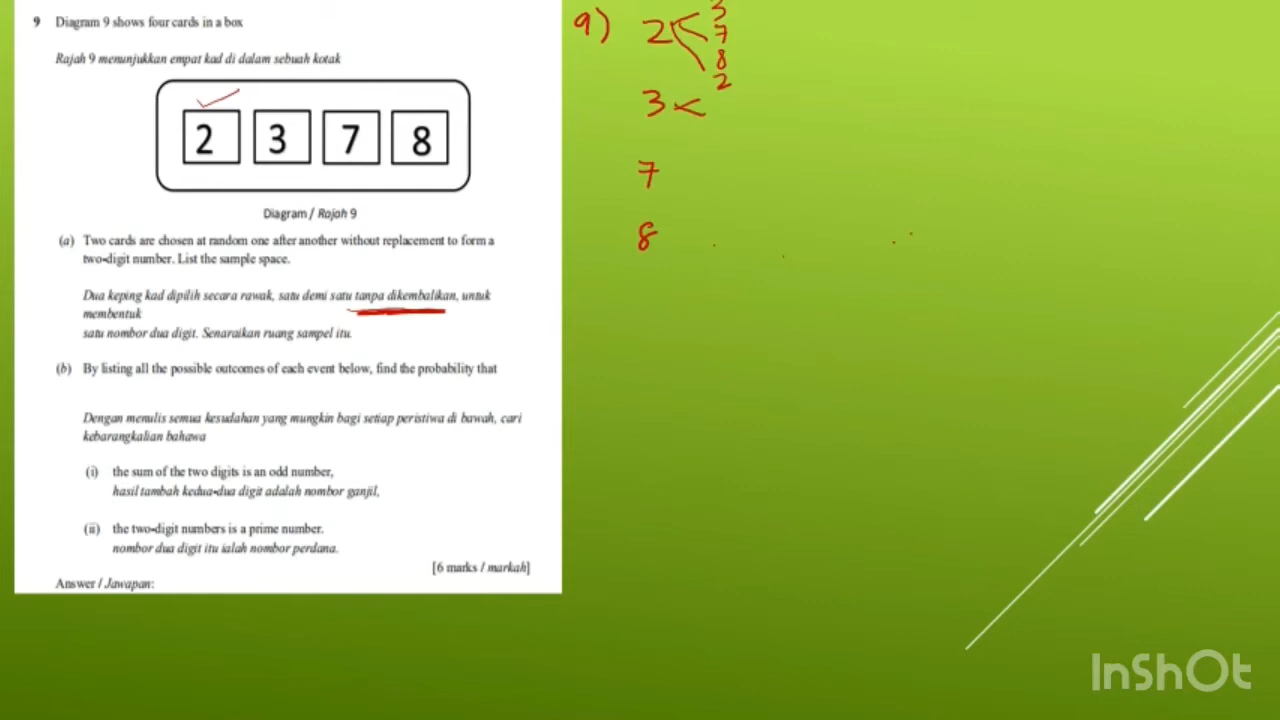 9 Diagram 9 shows four cards in a box
Rajah 9 menunjukkan empat kad di dalam sebuah kotak
2 3 7 8
Diagram / Rajah 9
(a) Two cards are chosen at random one after another without replacement to form a
two-digit number. List the sample space.
Dua keping kad dipilih secara rawak, satu demi satu tanpa dikembalikan, untuk
membentuk
satu nombor dua digit. Senaraikan ruang sampel itu.
(b) By listing all the possible outcomes of each event below, find the probability that
Dengan menulis semua kesudahan yang mungkin bagi setiap peristiwa di bawah, cari
kebarangkalian bahawa
(i) the sum of the two digits is an odd number,
hasil tambah kedua-dua digit adalah nombor ganjil,
(ii) the two-digit numbers is a prime number.
nombor dua digit itu ialah nombor perdana.
[6 marks / markah]
Answer / Jawapan:
9)
2
3
7
8
3
2
7
8
InShOt